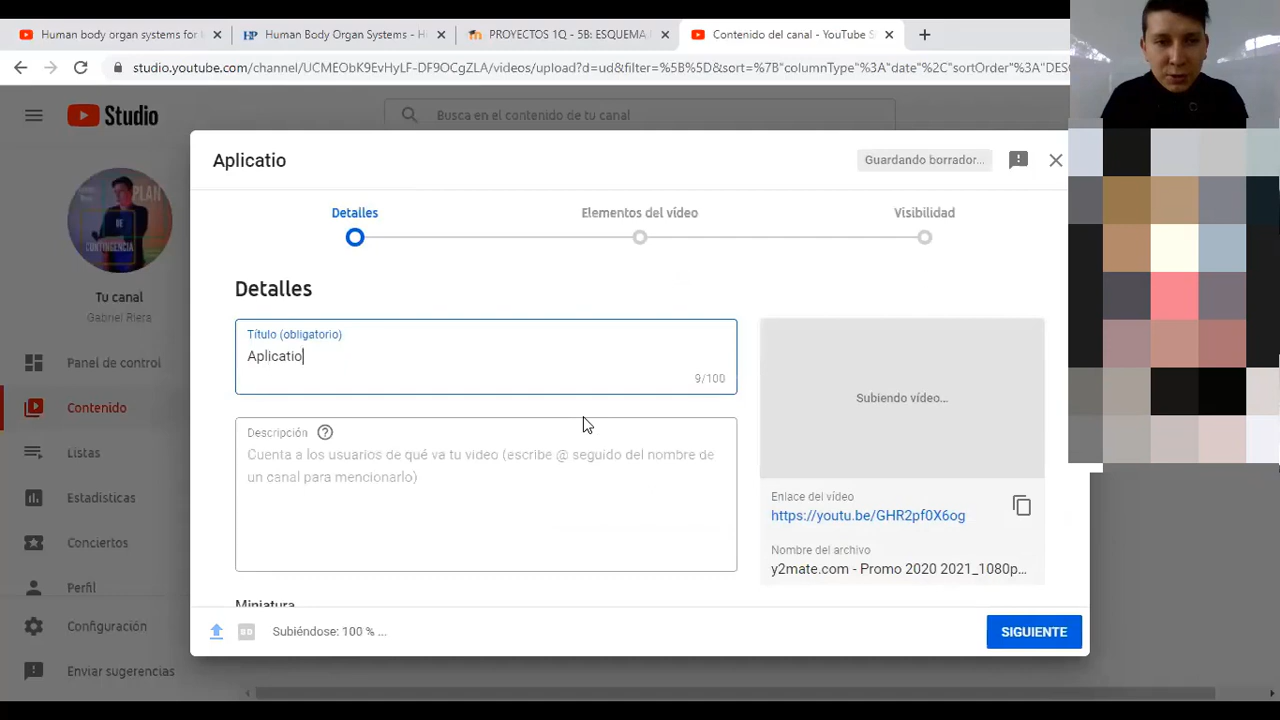 Human body organ systems for
Human Body Organ Systems - H
PROYECTOS 1Q - 5B: ESQUEMA
Contenido del canal - YouTube S
studio.youtube.com/channel/UCMEObK9EvHyLF-DF9OCgZLA/videos/upload?d=ud&filter=%5B%5D&sort=%7B"columnType"%3A"date"%2C"sortOrder"%3A"DES
Studio
Busca en el contenido de tu canal
Aplicatio
Guardando borrador...
Detalles
Elementos del vídeo
Visibilidad
PLAN
DE
CONTINGENCIA
Tu canal
Gabriel Riera
Panel de control
Contenido
Listas
Estadísticas
Conciertos
Perfil
Configuración
Enviar sugerencias
Detalles
Título (obligatorio)
Aplicatio
9/100
Descripción
Cuenta a los usuarios de qué va tu vídeo (escribe @ seguido del nombre de
un canal para mencionarlo)
Miniatura
Subiendo vídeo...
Enlace del vídeo
https://youtu.be/GHR2pf0X6og
Nombre del archivo
y2mate.com - Promo 2020 2021_1080p...
SD
Subiéndose: 100 % ...
SIGUIENTE